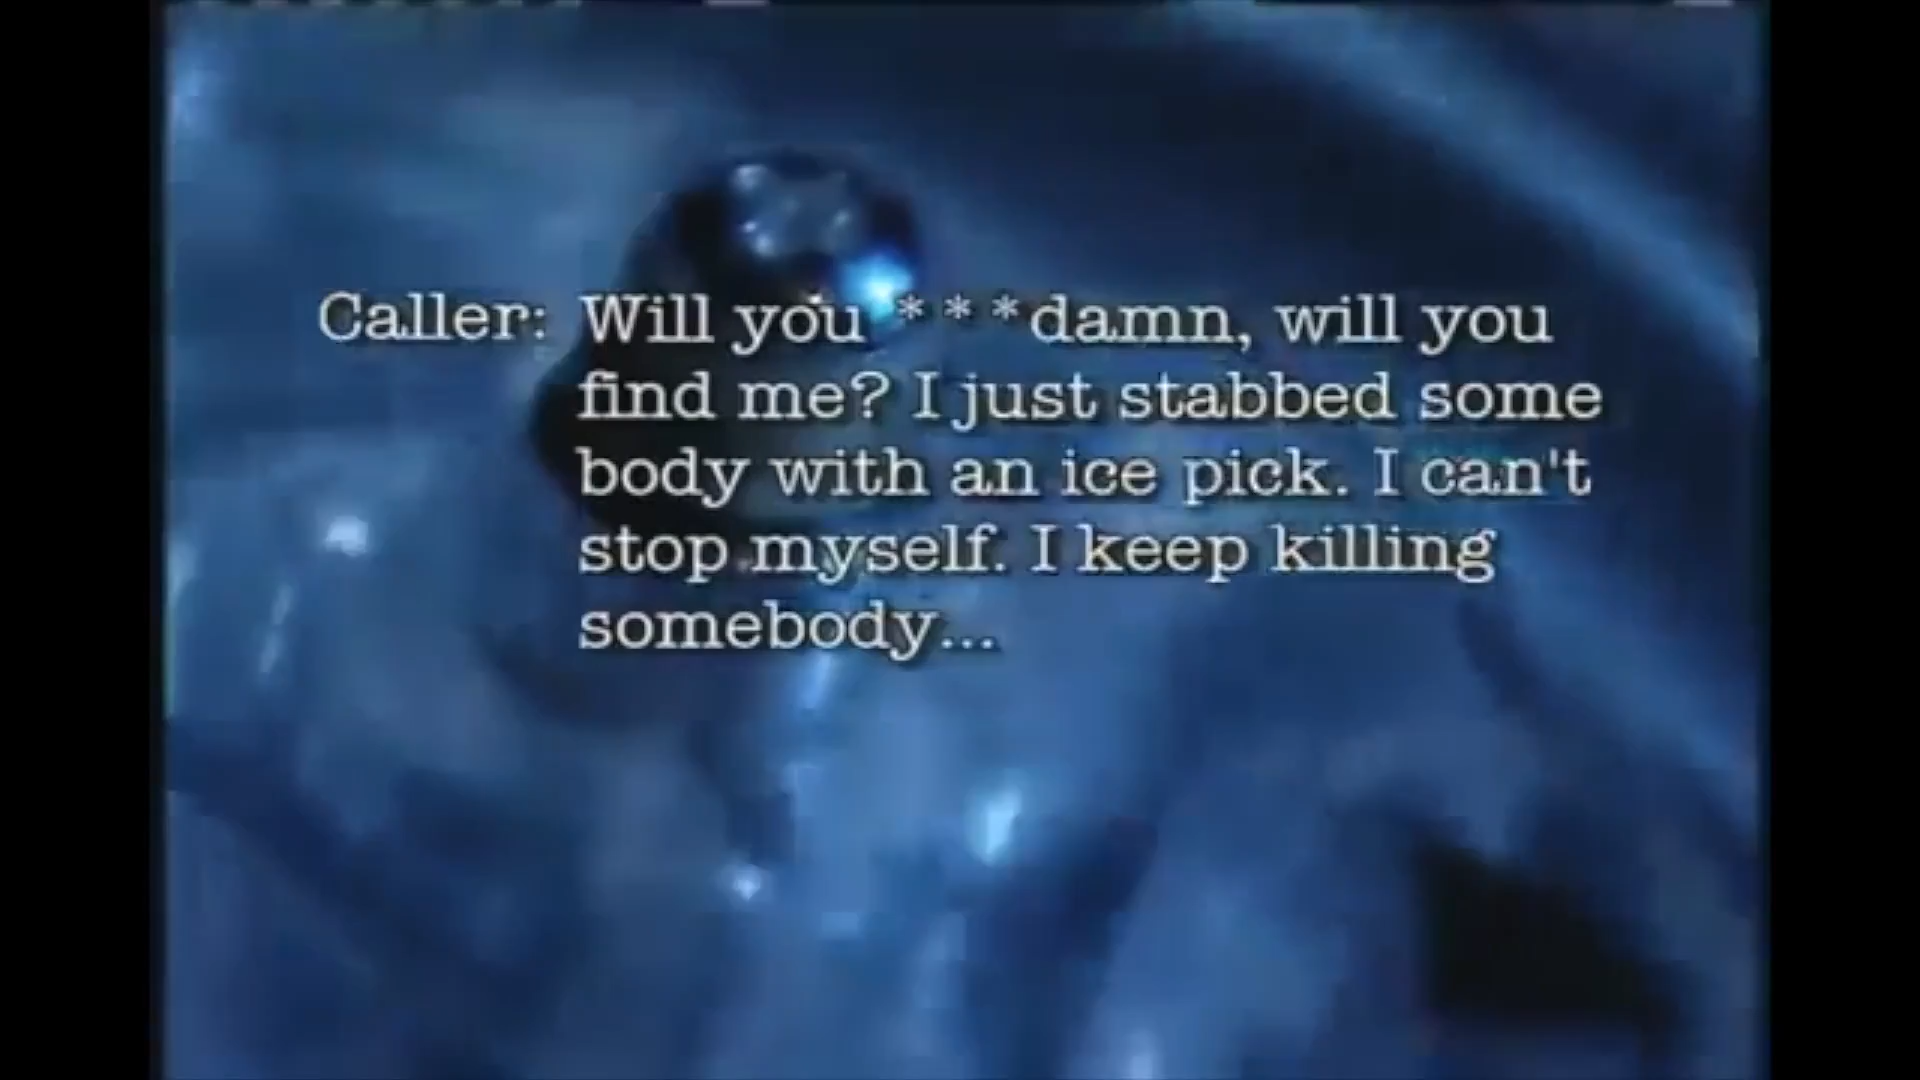 Caller: Will you ***damn, will you
find me? I just stabbed some
body with an ice pick. I can't
stop myself. I keep killing
somebody...